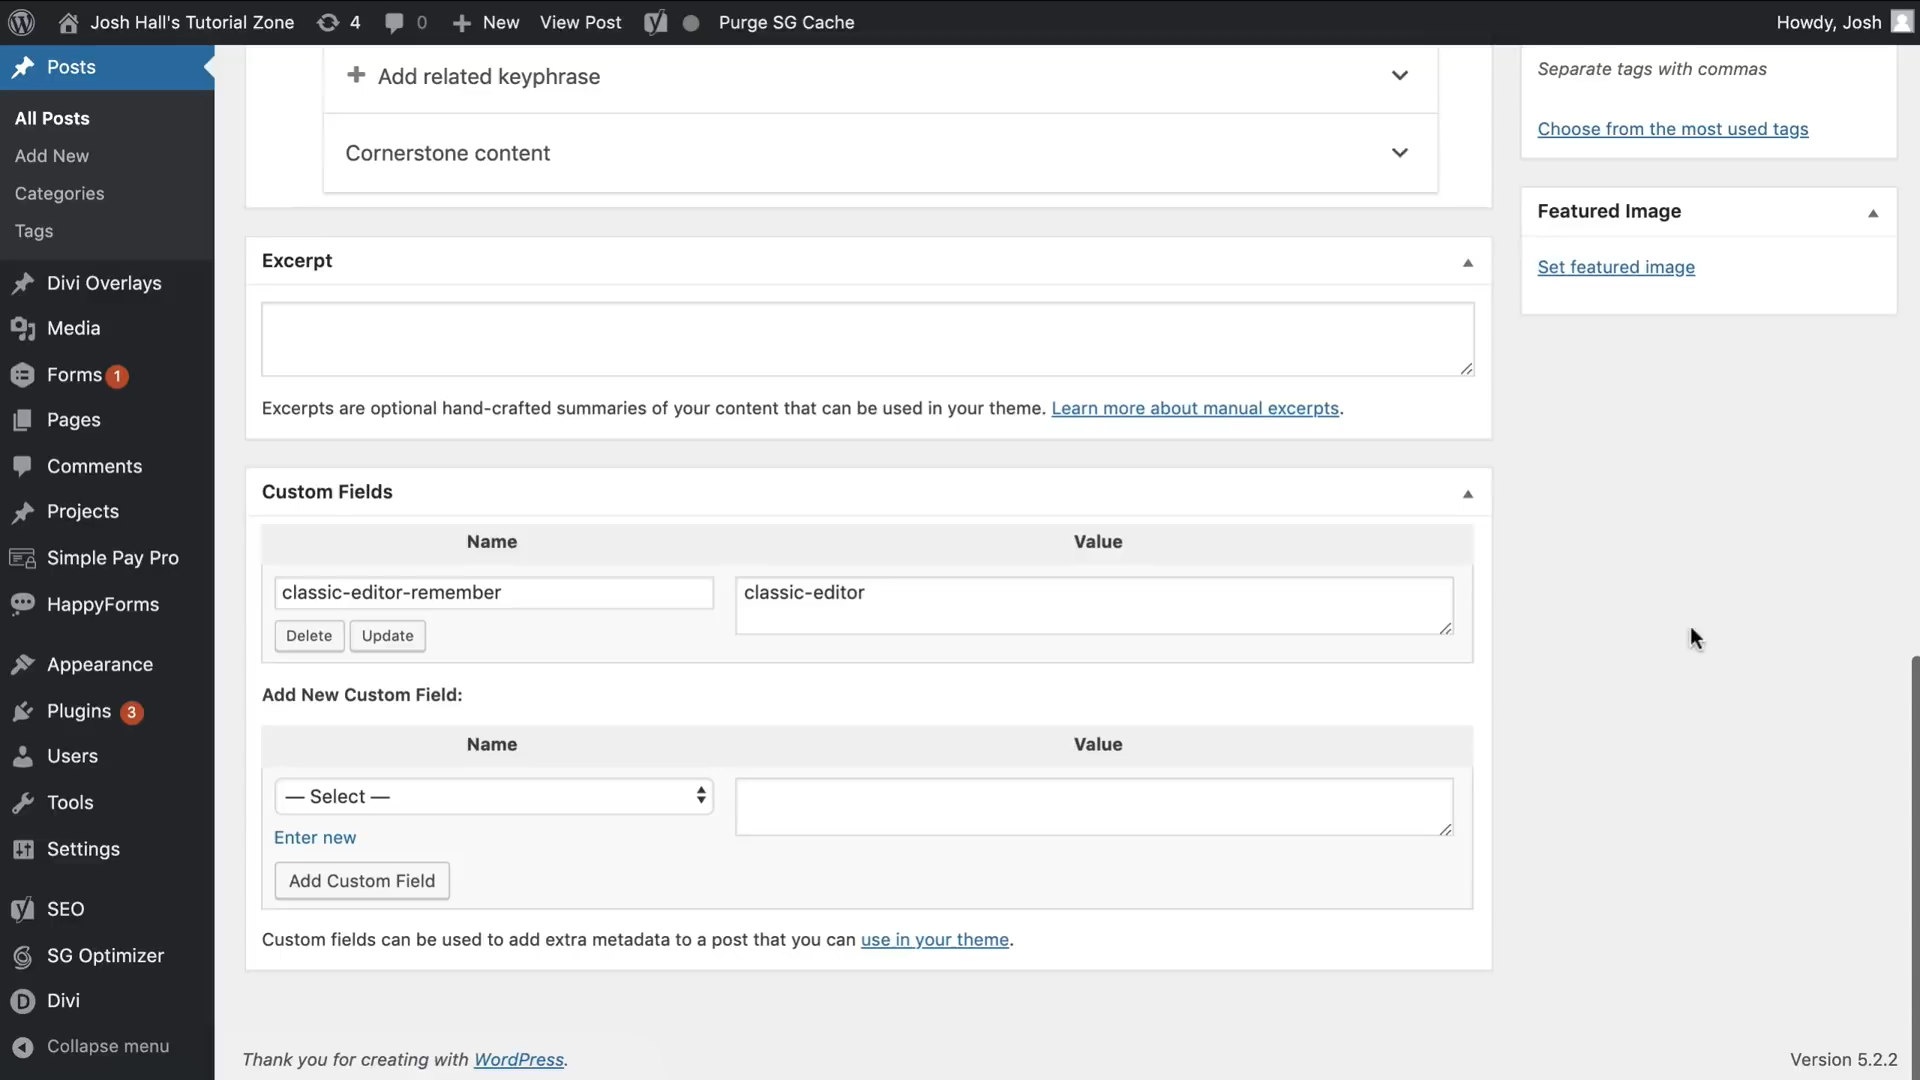 Josh Hall's Tutorial Zone 4 0 New View Post Purge SG Cache Howdy, Josh
Posts
All Posts
Add New
Categories
Tags
Divi Overlays
Media
Forms 1
Pages
Comments
Projects
Simple Pay Pro
HappyForms
Appearance
Plugins 3
Users
Tools
Settings
SEO
SG Optimizer
Divi
Collapse menu
Add related keyphrase
Cornerstone content
Excerpt
Excerpts are optional hand-crafted summaries of your content that can be used in your theme. Learn more about manual excerpts.
Custom Fields
Name Value
classic-editor-remember classic-editor
Delete Update
Add New Custom Field:
Name Value
— Select —
Enter new
Add Custom Field
Custom fields can be used to add extra metadata to a post that you can use in your theme.
Separate tags with commas
Choose from the most used tags
Featured Image
Set featured image
Thank you for creating with WordPress. Version 5.2.2